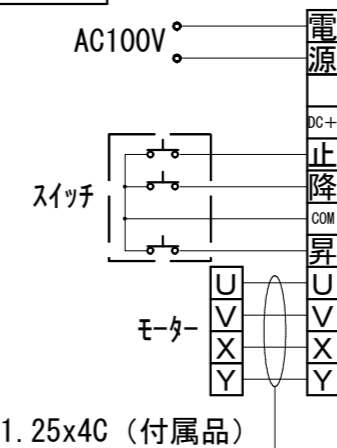 AC100V
電
源
DC+
止
降
COM
昇
スイッチ
U
V
X
Y
モーター
U
V
X
Y
1.25x4C (付属品)